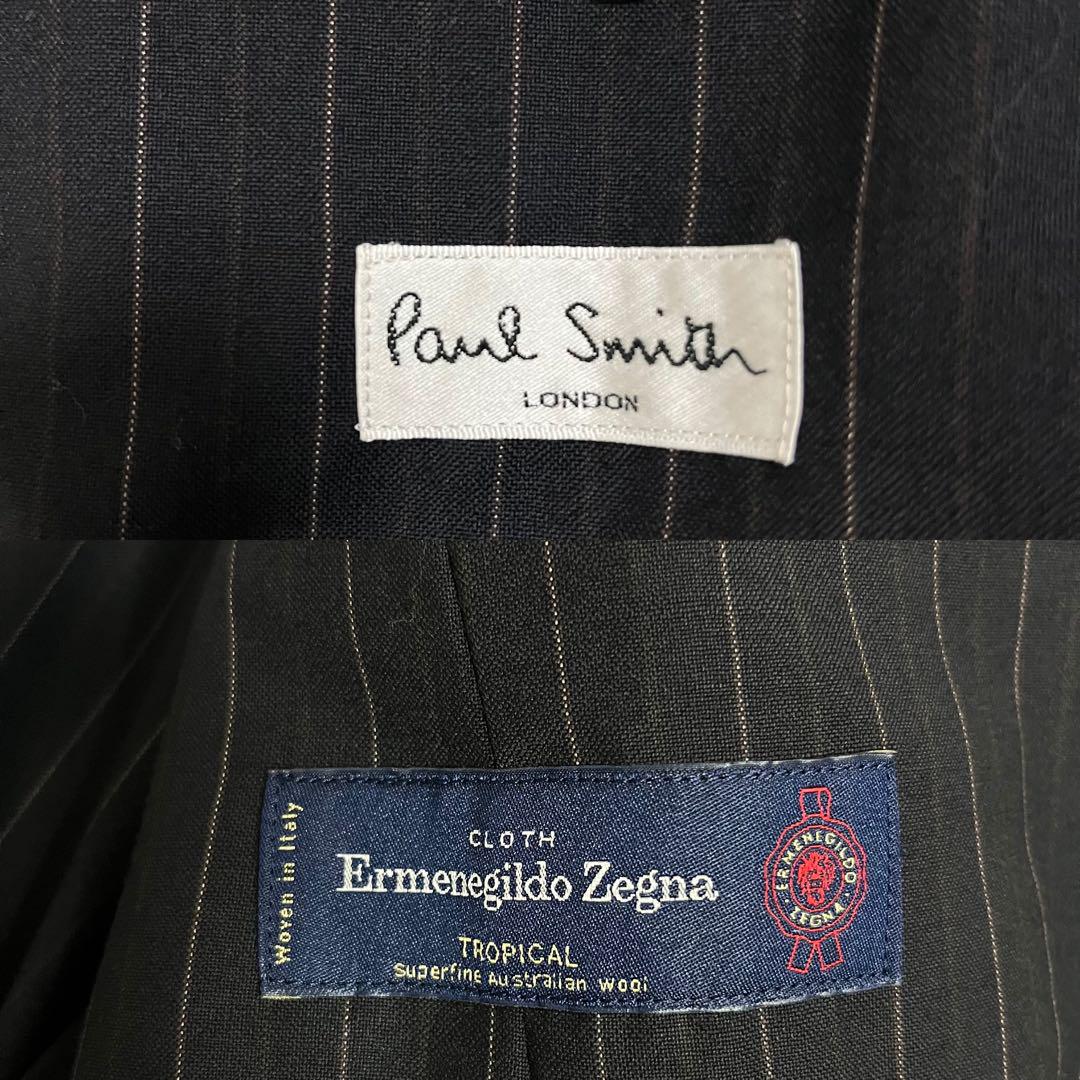 Paul Smith
LONDON
Woven in Italy
CLOTH
Ermenegildo Zegna
TROPICAL
Superfine Australian wool
ERMENEGILDO
ZEGNA